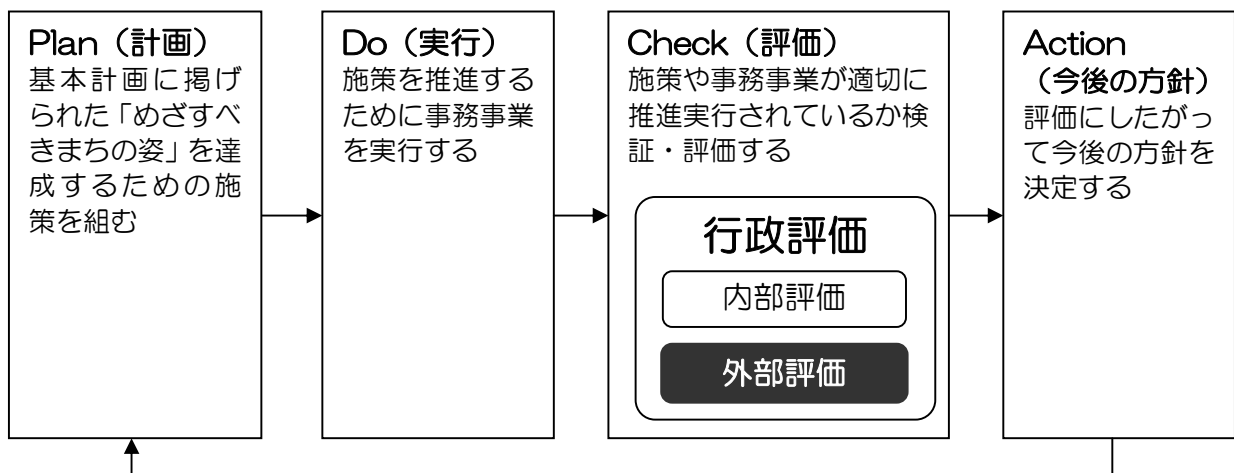 Plan（計画）
基本計画に掲げ
られた「めざすべ
きまちの姿」を達
成するための施
策を組む
Do（実行）
施策を推進する
ために事務事業
を実行する
Check（評価）
施策や事務事業が適切に
推進実行されているか検
証・評価する
行政評価
内部評価
外部評価
Action
（今後の方針）
評価にしたがっ
て今後の方針を
決定する